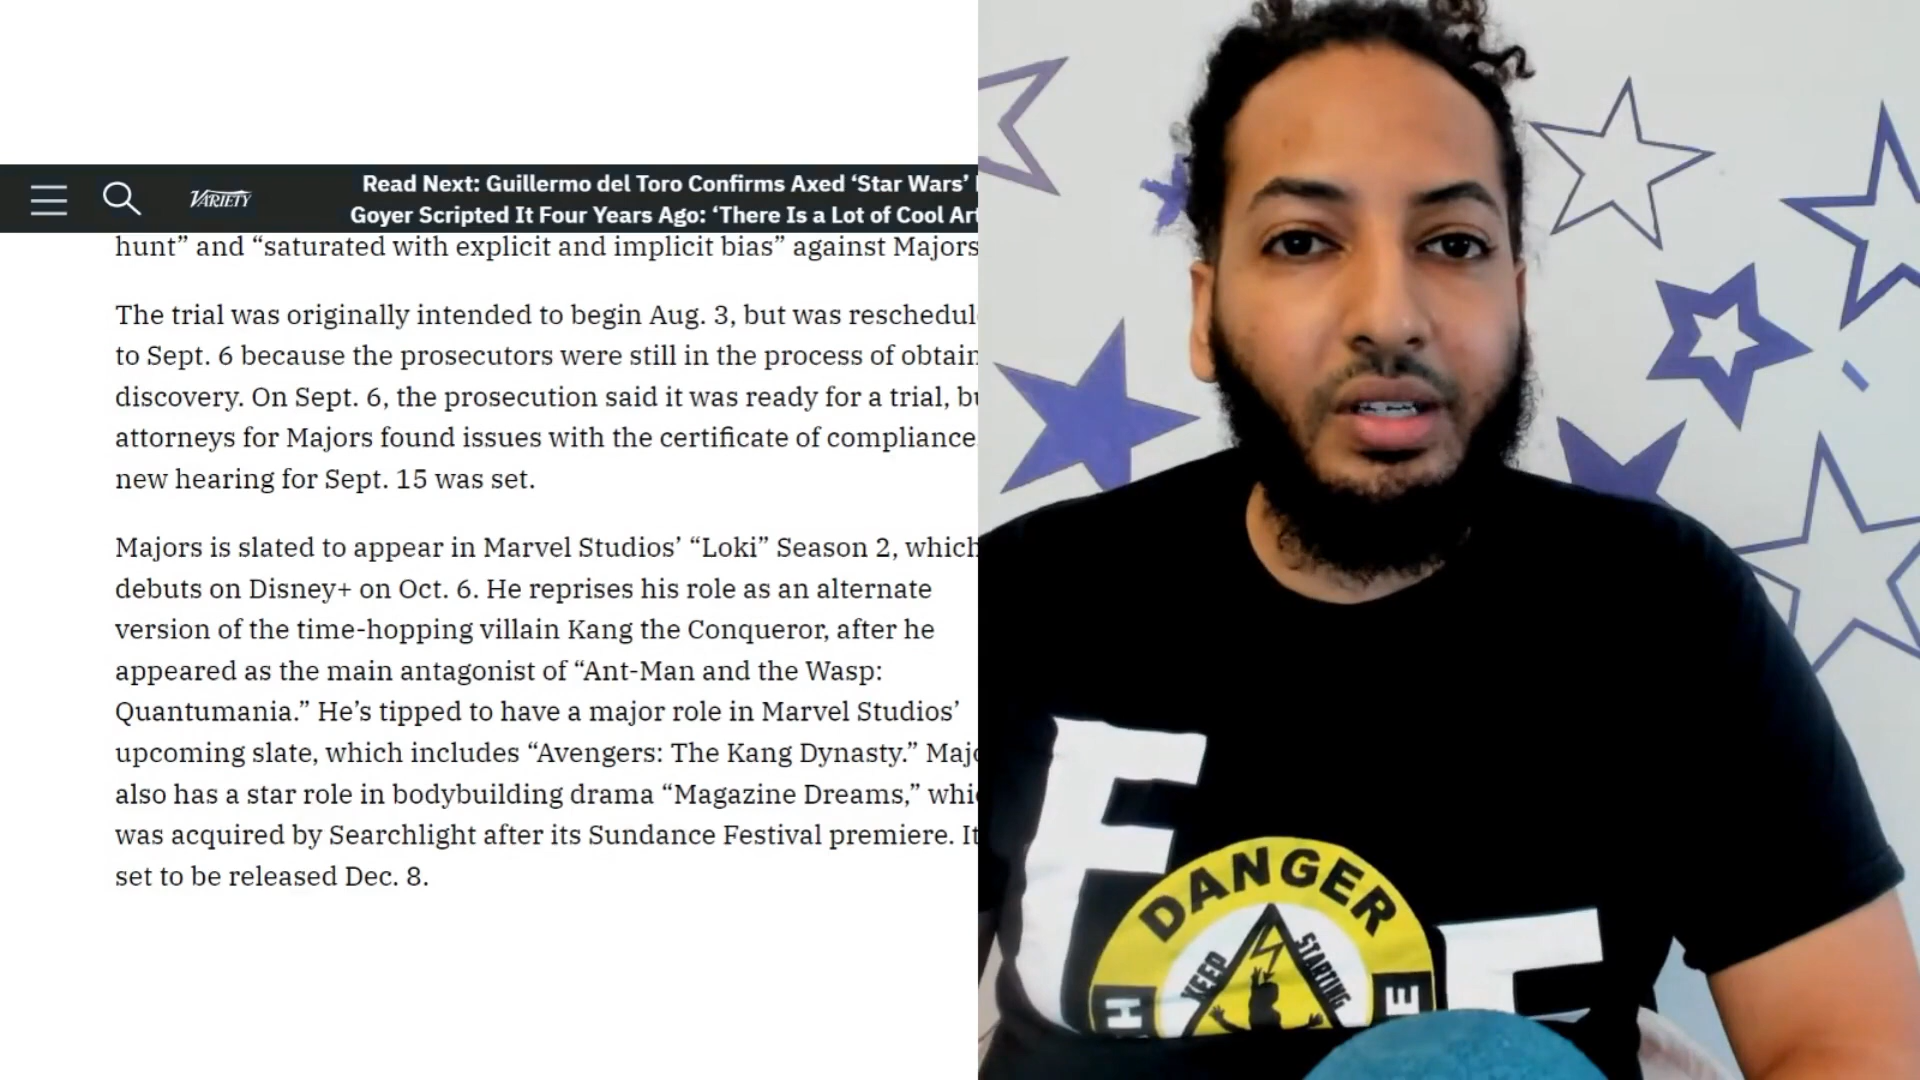 Read Next: Guillermo del Toro Confirms Axed ‘Star Wars’
VARIETY
Goyer Scripted It Four Years Ago: ‘There Is a Lot of Cool Art
hunt” and “saturated with explicit and implicit bias” against Majors
The trial was originally intended to begin Aug. 3, but was reschedul
to Sept. 6 because the prosecutors were still in the process of obtain
discovery. On Sept. 6, the prosecution said it was ready for a trial, bu
attorneys for Majors found issues with the certificate of compliance
new hearing for Sept. 15 was set.
Majors is slated to appear in Marvel Studios’ “Loki” Season 2, which
debuts on Disney+ on Oct. 6. He reprises his role as an alternate
version of the time-hopping villain Kang the Conqueror, after he
appeared as the main antagonist of “Ant-Man and the Wasp:
Quantumania.” He’s tipped to have a major role in Marvel Studios’
upcoming slate, which includes “Avengers: The Kang Dynasty.” Majo
also has a star role in bodybuilding drama “Magazine Dreams,” whi
was acquired by Searchlight after its Sundance Festival premiere. It
set to be released Dec. 8.
F
DANGER
KEEP STARTING
H E